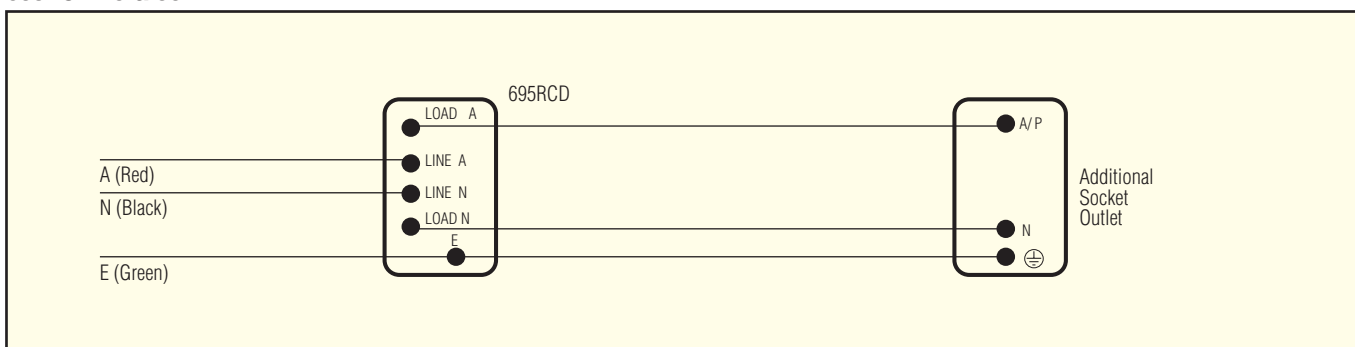 695RCD
LOAD A
A/P
LINE A
A (Red)
LINE N
N (Black)
LOAD N
N
E
E (Green)
Additional
Socket
Outlet